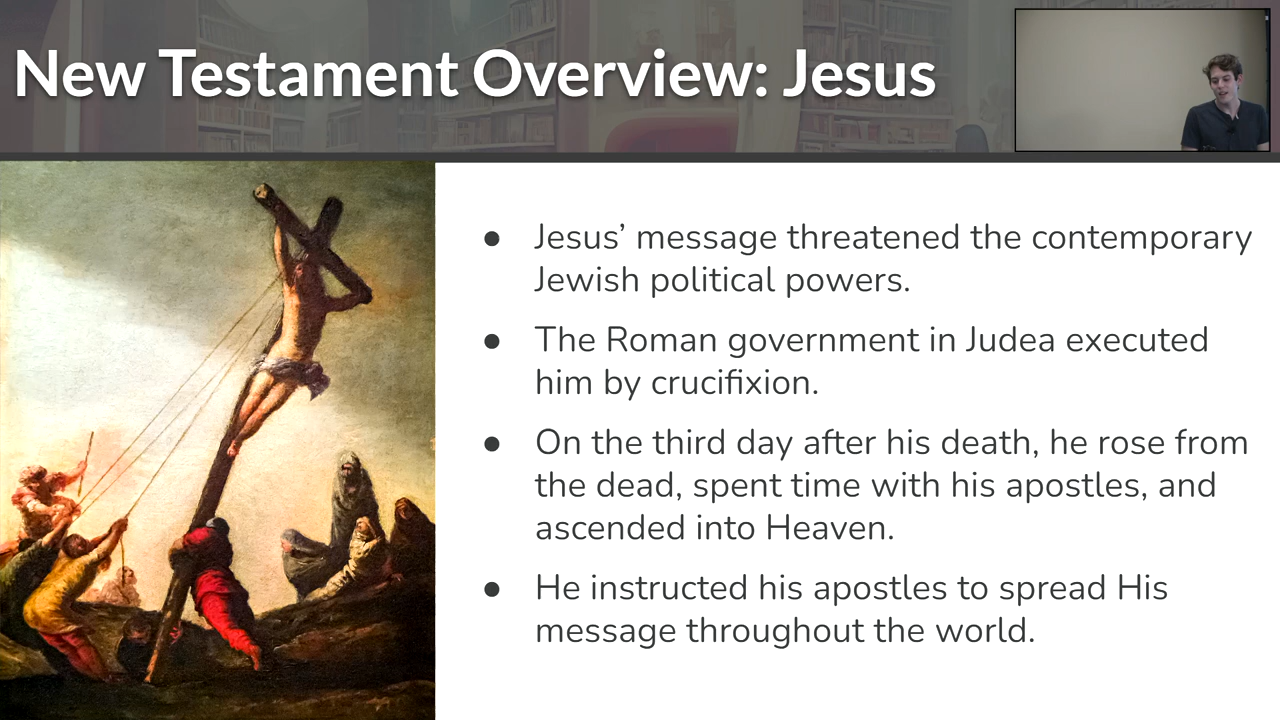 New Testament Overview: Jesus
● Jesus’ message threatened the contemporary
Jewish political powers.
● The Roman government in Judea executed
him by crucifixion.
● On the third day after his death, he rose from
the dead, spent time with his apostles, and
ascended into Heaven.
● He instructed his apostles to spread His
message throughout the world.